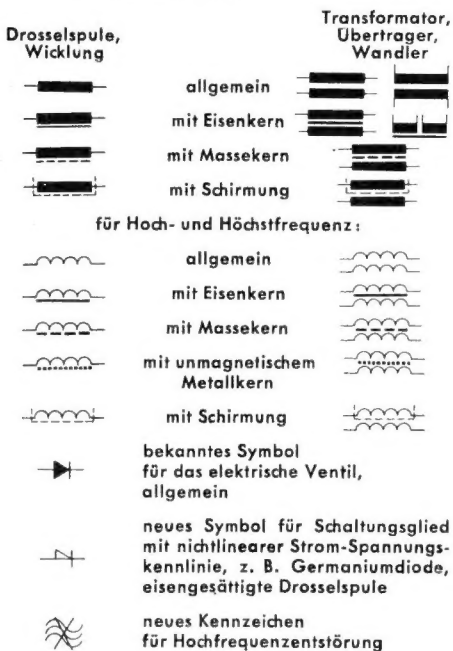 Drosselspule,
Wicklung
Transformator,
Übertrager,
Wandler
allgemein
mit Eisenkern
mit Massekern
mit Schirmung
für Hoch- und Höchstfrequenz:
allgemein
mit Eisenkern
mit Massekern
mit unmagnetischem
Metallkern
mit Schirmung
bekanntes Symbol
für das elektrische Ventil,
allgemein
neues Symbol für Schaltungsglied
mit nichtlinearer Strom-Spannungs-
kennlinie, z. B. Germaniumdiode,
eisengesättigte Drosselspule
neues Kennzeichen
für Hochfrequenzentstörung